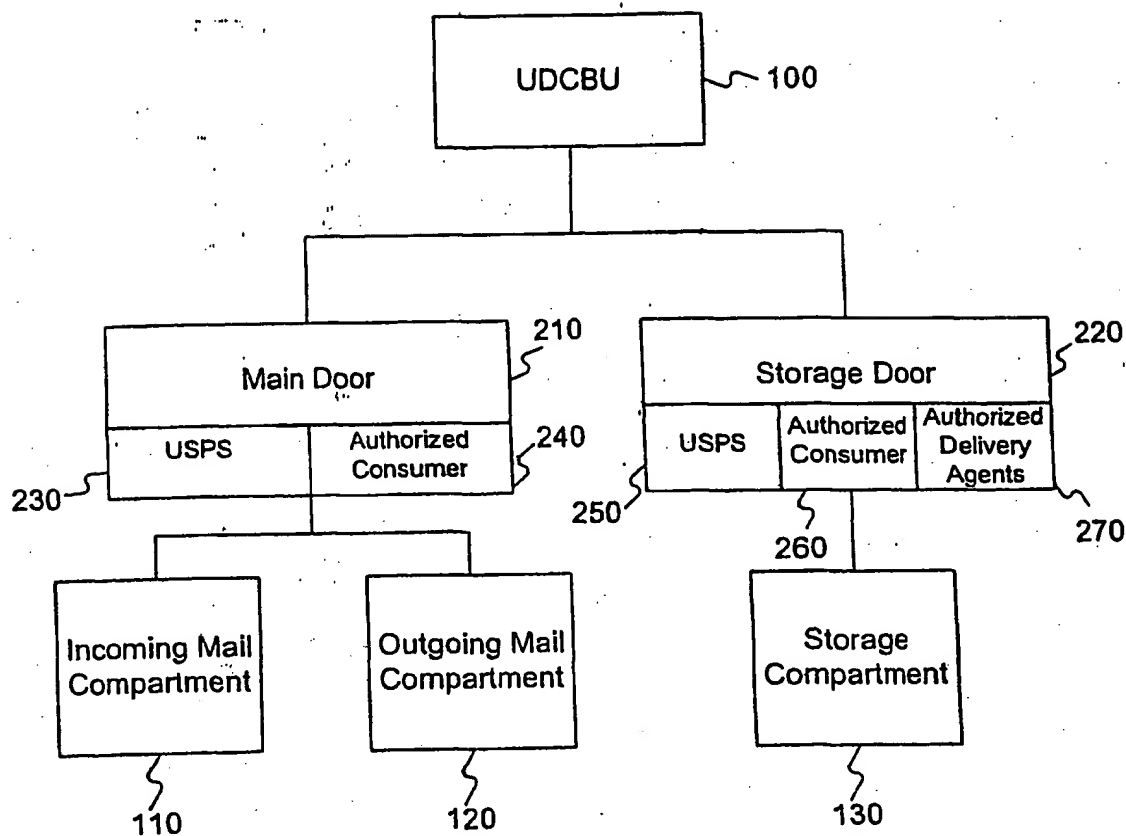 UDCBU
100
Main Door
210
USPS
Authorized
Consumer
230
240
Storage Door
220
USPS
Authorized
Consumer
Authorized
Delivery
Agents
250
260
270
Incoming Mail
Compartment
110
Outgoing Mail
Compartment
120
Storage
Compartment
130